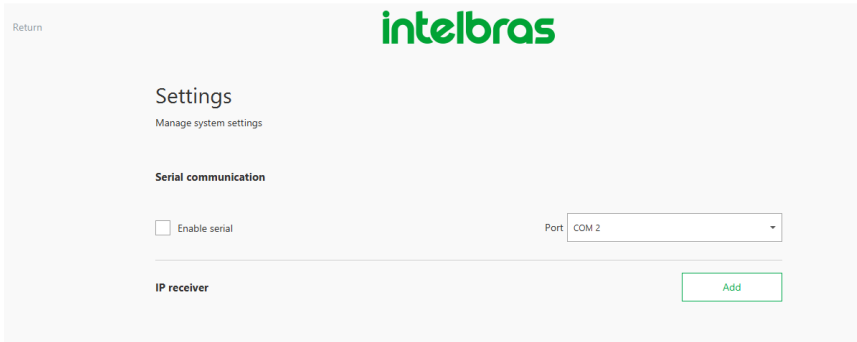 Return
intelbras
Settings
Manage system settings
Serial communication
Enable serial
Port COM 2
IP receiver
Add